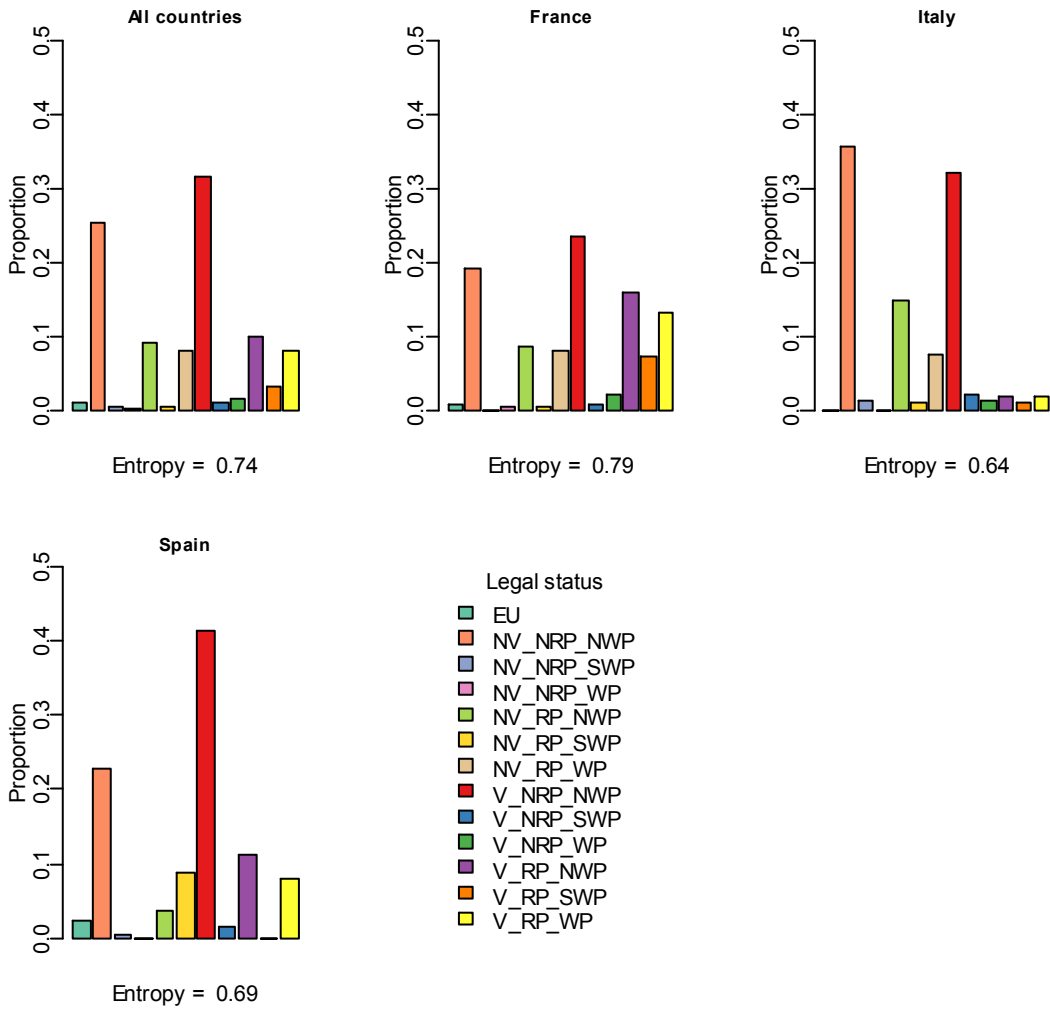 All countries
0.5
0.4
0.3
0.2
0.1
0.0
Proportion
Entropy = 0.74
France
0.5
0.4
0.3
0.2
0.1
0.0
Proportion
Entropy = 0.79
Italy
0.5
0.4
0.3
0.2
0.1
0.0
Proportion
Entropy = 0.64
Spain
0.5
0.4
0.3
0.2
0.1
0.0
Proportion
Entropy = 0.69
Legal status
EU
NV_NRP_NWP
NV_NRP_SWP
NV_NRP_WP
NV_RP_NWP
NV_RP_SWP
NV_RP_WP
V_NRP_NWP
V_NRP_SWP
V_NRP_WP
V_RP_NWP
V_RP_SWP
V_RP_WP